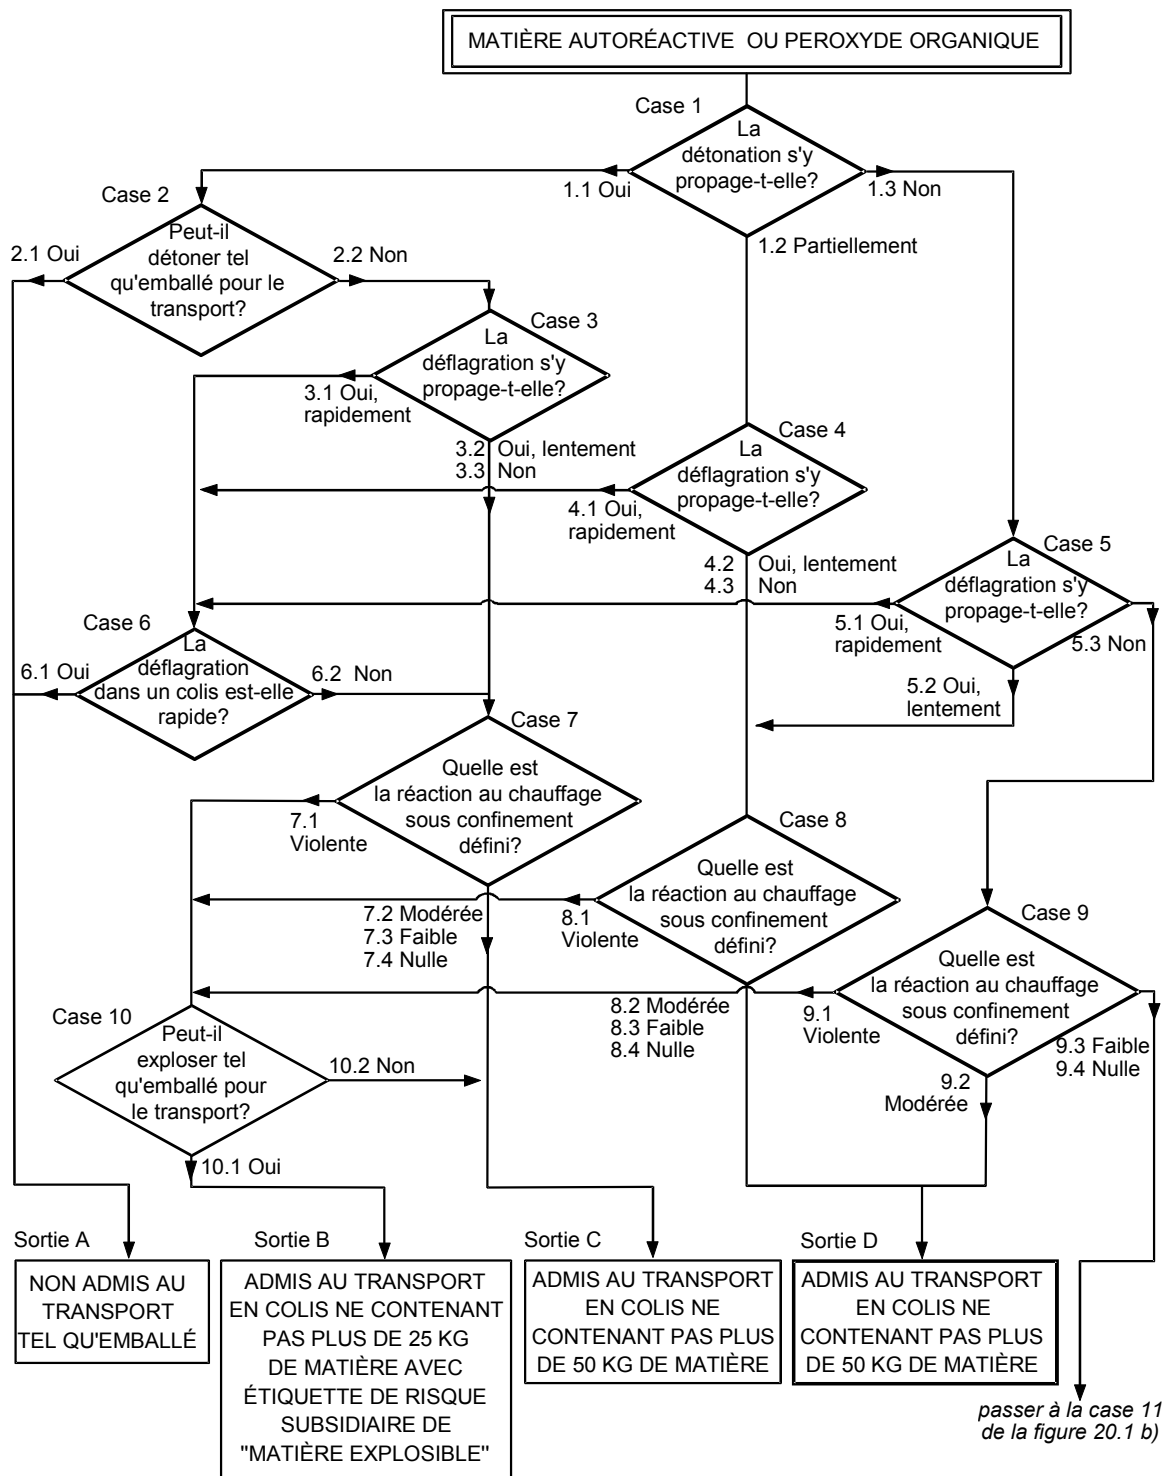 MATIÈRE AUTORÉACTIVE OU PEROXYDE ORGANIQUE
Case 1
La
détonation s'y
propage-t-elle?
1.1 Oui
1.3 Non
1.2 Partiellement
Case 2
Peut-il
détoner tel
qu'emballé pour le
transport?
2.1 Oui
2.2 Non
Case 3
La
déflagration s'y
propage-t-elle?
3.1 Oui,
rapidement
3.2 Oui, lentement
3.3 Non
Case 4
La
déflagration s'y
propage-t-elle?
4.1 Oui,
rapidement
4.2 Oui, lentement
4.3 Non
Case 5
La
déflagration s'y
propage-t-elle?
5.1 Oui,
rapidement
5.3 Non
5.2 Oui,
lentement
Case 6
La
déflagration
dans un colis est-elle
rapide?
6.1 Oui
6.2 Non
Case 7
Quelle est
la réaction au chauffage
sous confinement
défini?
7.1
Violente
7.2 Modérée
7.3 Faible
7.4 Nulle
Case 8
Quelle est
la réaction au chauffage
sous confinement
défini?
8.1
Violente
8.2 Modérée
8.3 Faible
8.4 Nulle
Case 9
Quelle est
la réaction au chauffage
sous confinement
défini?
9.1
Violente
9.3 Faible
9.4 Nulle
9.2
Modérée
Case 10
Peut-il
exploser tel
qu'emballé pour
le transport?
10.2 Non
10.1 Oui
Sortie A
NON ADMIS AU
TRANSPORT
TEL QU'EMBALLÉ
Sortie B
ADMIS AU TRANSPORT
EN COLIS NE CONTENANT
PAS PLUS DE 25 KG
DE MATIÈRE AVEC
ÉTIQUETTE DE RISQUE
SUBSIDIAIRE DE
"MATIÈRE EXPLOSIBLE"
Sortie C
ADMIS AU TRANSPORT
EN COLIS NE
CONTENANT PAS PLUS
DE 50 KG DE MATIÈRE
Sortie D
ADMIS AU TRANSPORT
EN COLIS NE
CONTENANT PAS PLUS
DE 50 KG DE MATIÈRE
passer à la case 11
de la figure 20.1 b)